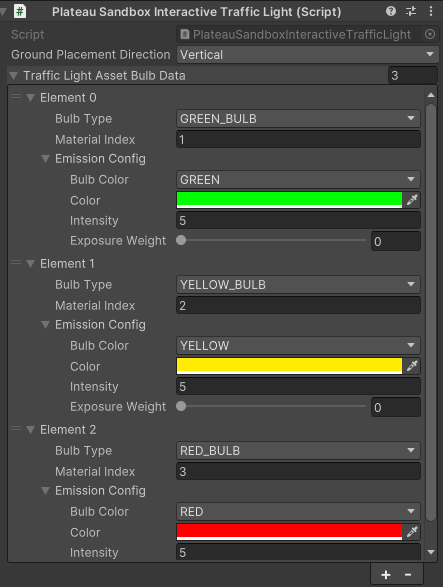 Plateau Sandbox Interactive Traffic Light (Script)
Script PlateauSandboxInteractiveTrafficLight
Ground Placement Direction Vertical
Traffic Light Asset Bulb Data 3
Element 0
Bulb Type GREEN_BULB
Material Index 1
Emission Config
Bulb Color GREEN
Color
Intensity 5
Exposure Weight 0
Element 1
Bulb Type YELLOW_BULB
Material Index 2
Emission Config
Bulb Color YELLOW
Color
Intensity 5
Exposure Weight 0
Element 2
Bulb Type RED_BULB
Material Index 3
Emission Config
Bulb Color RED
Color
Intensity 5